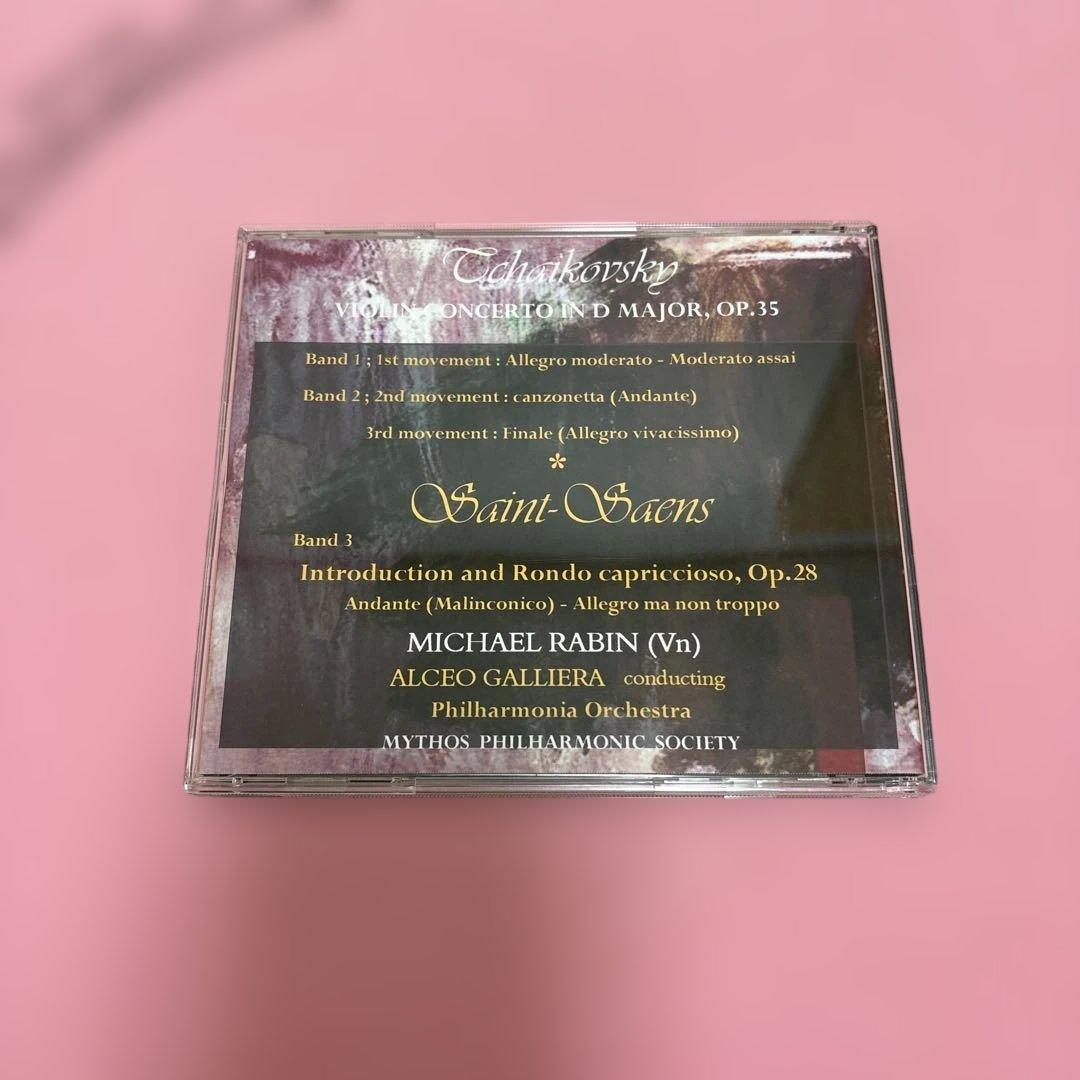 Tchaikovsky
VIOLIN CONCERTO IN D MAJOR, OP.35
Band 1 ; 1st movement : Allegro moderato - Moderato assai
Band 2 ; 2nd movement : canzonetta (Andante)
3rd movement : Finale (Allegro vivacissimo)
*
Saint-Saens
Band 3
Introduction and Rondo capriccioso, Op.28
Andante (Malinconico) - Allegro ma non troppo
MICHAEL RABIN (Vn)
ALCEO GALLIERA conducting
Philharmonia Orchestra
MYTHOS PHILHARMONIC SOCIETY